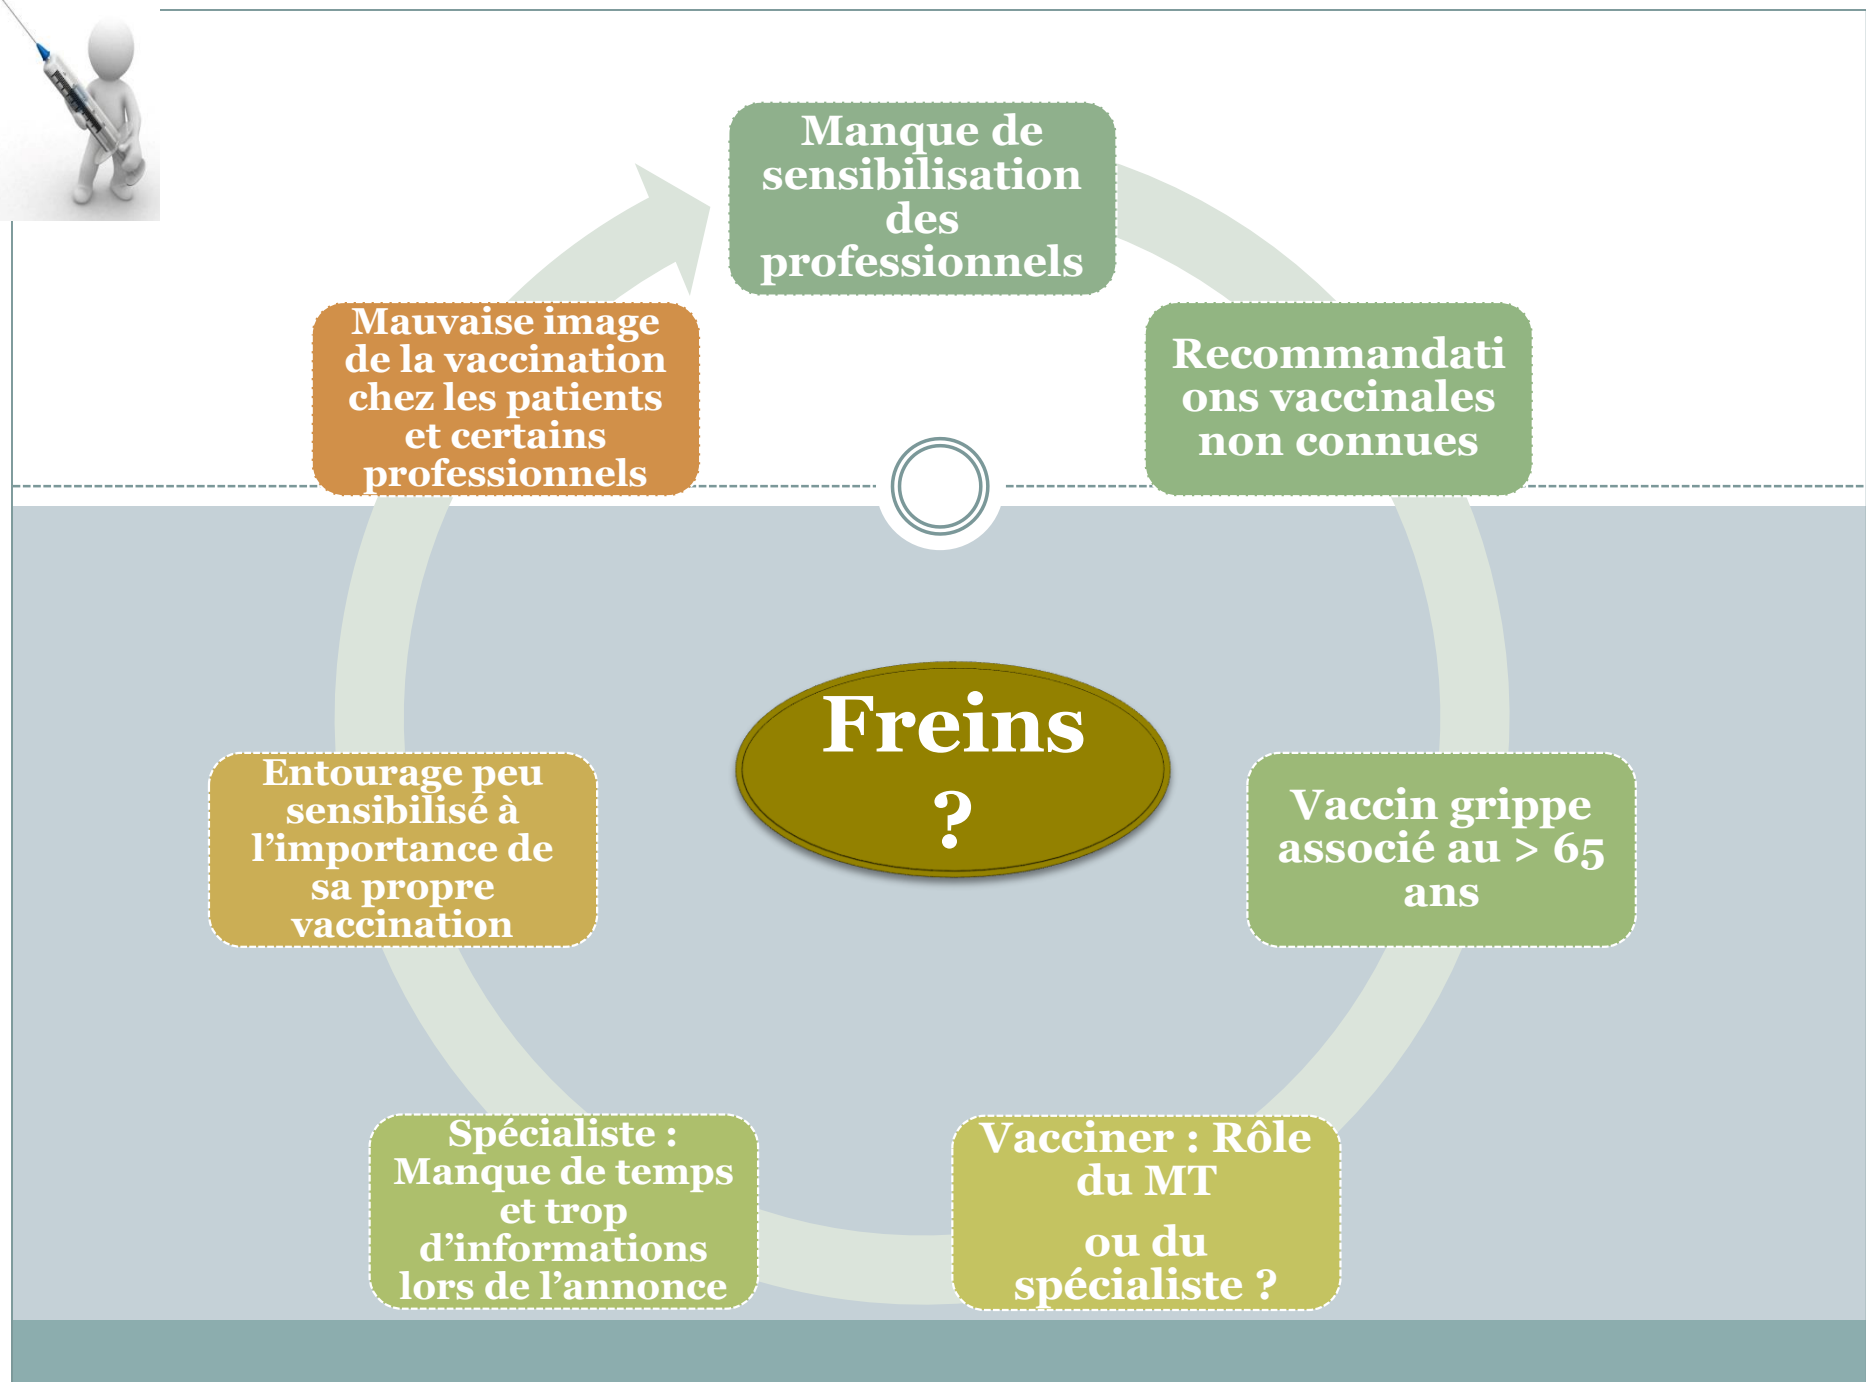 Manque de
sensibilisation
des
professionnels
Recommandati
ons vaccinales
non connues
Vaccin grippe
associé au > 65
ans
Vacciner : Rôle
du MT
ou du
spécialiste ?
Spécialiste :
Manque de temps
et trop
d’informations
lors de l’annonce
Entourage peu
sensibilisé à
l’importance de
sa propre
vaccination
Mauvaise image
de la vaccination
chez les patients
et certains
professionnels
Freins
?